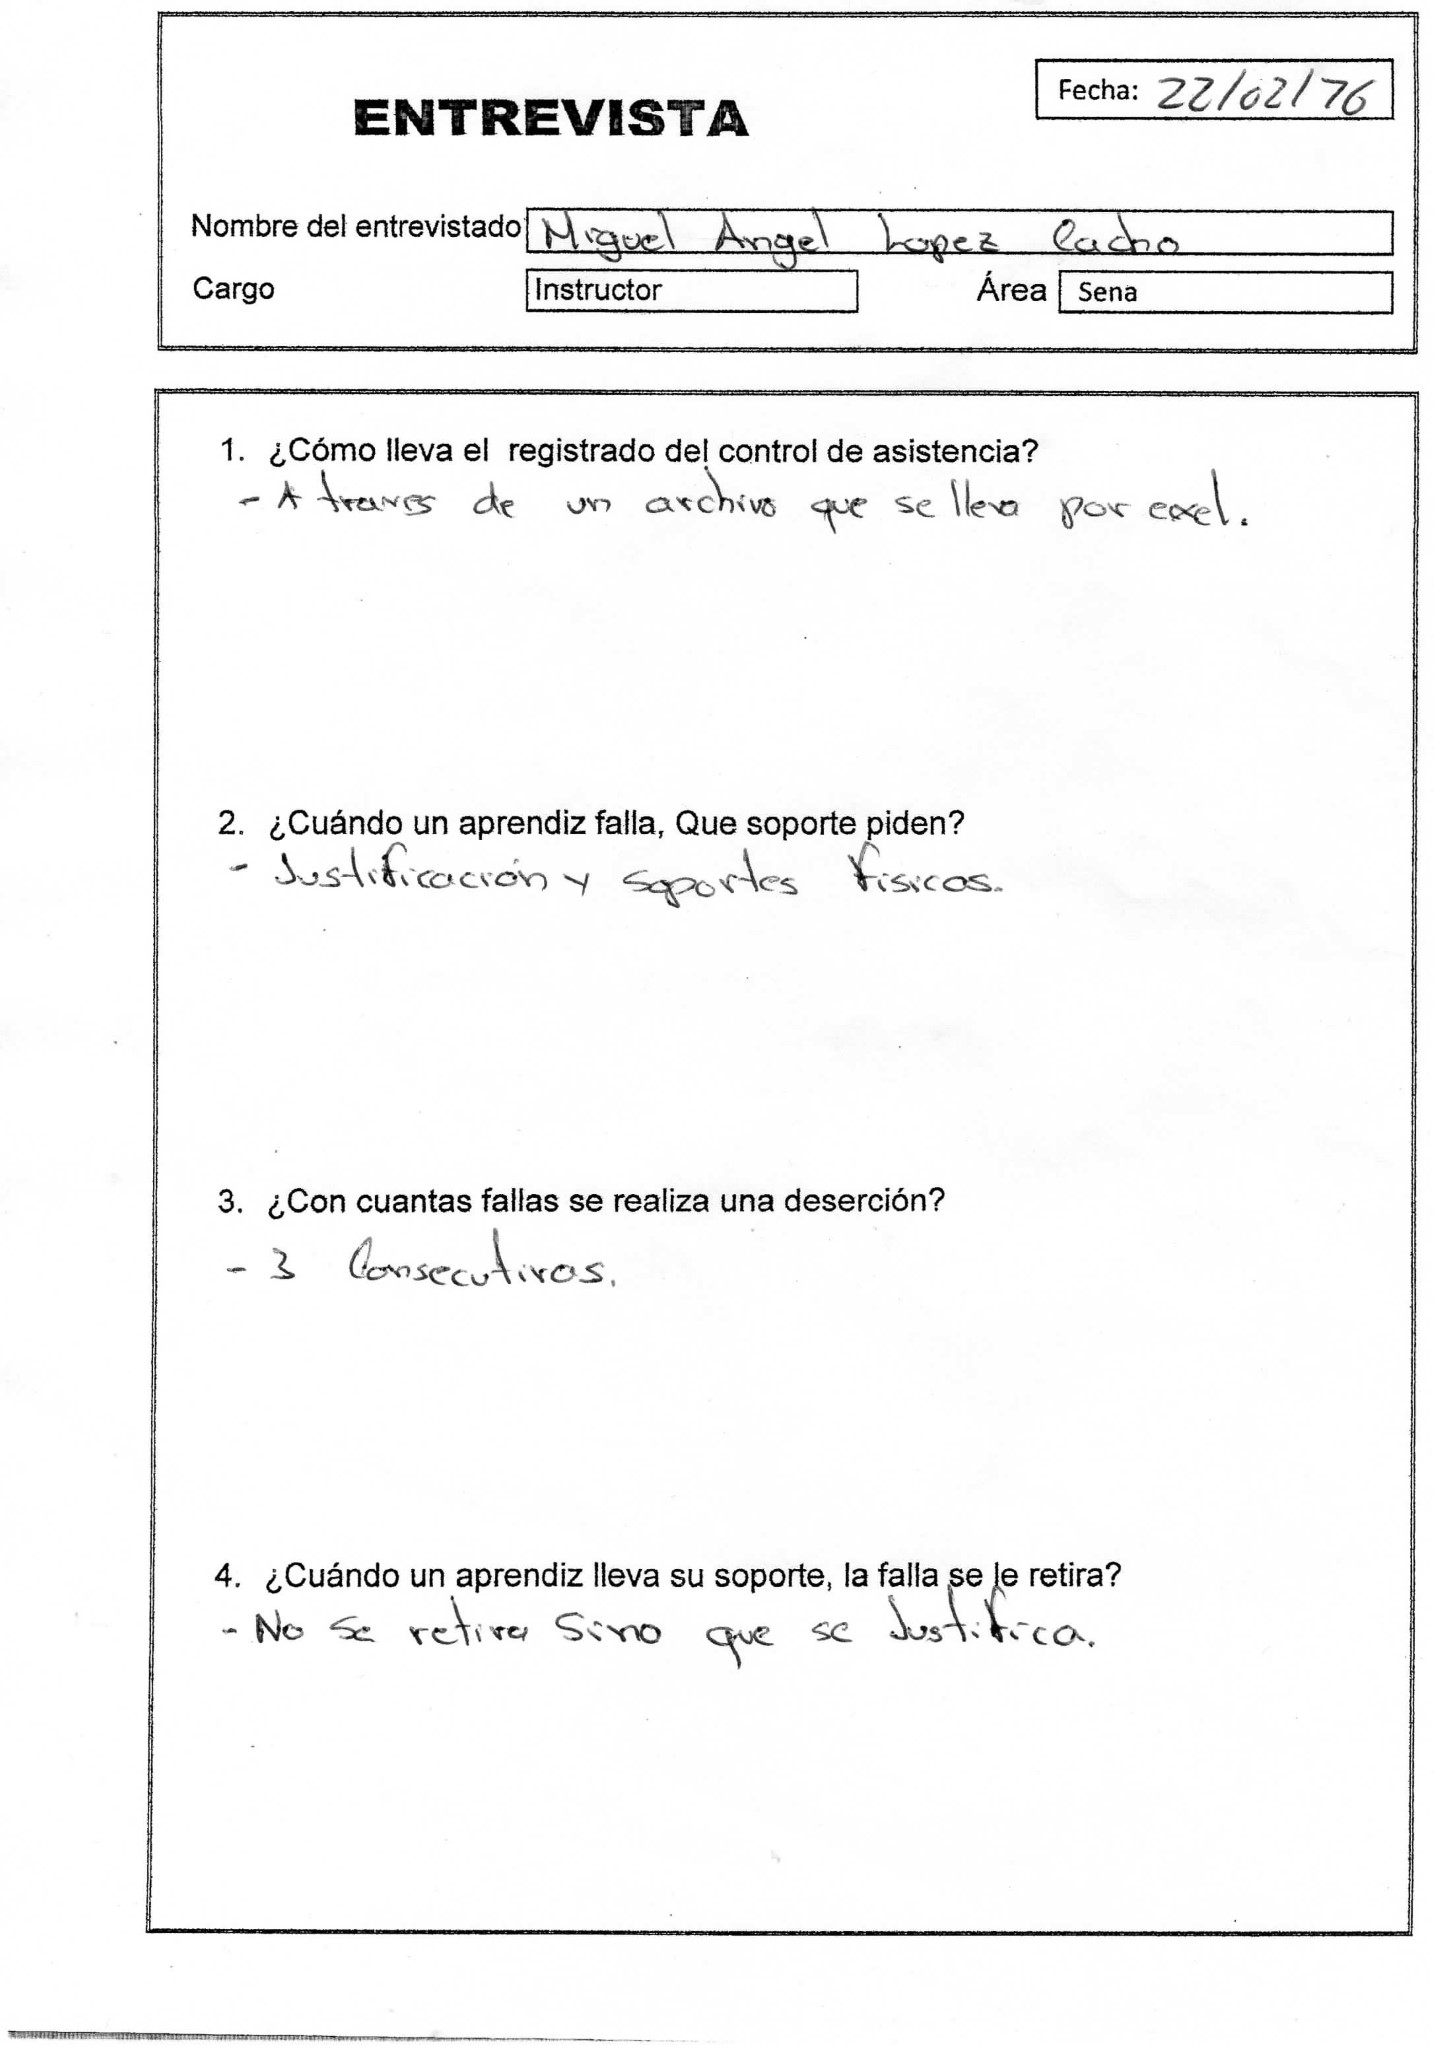 ENTREVISTA
Fecha: 22/02/76
Nombre del entrevistado Miguel Angel Lopez Cacho
Cargo Instructor Área Sena
1. ¿Cómo lleva el registrado del control de asistencia?
- A traves de un archivo que se lleva por exel.
2. ¿Cuándo un aprendiz falla, Que soporte piden?
- Justificación y soportes fisicos.
3. ¿Con cuantas fallas se realiza una deserción?
- 3 Consecutivas.
4. ¿Cuándo un aprendiz lleva su soporte, la falla se le retira?
- No se retira sino que se Justifica.